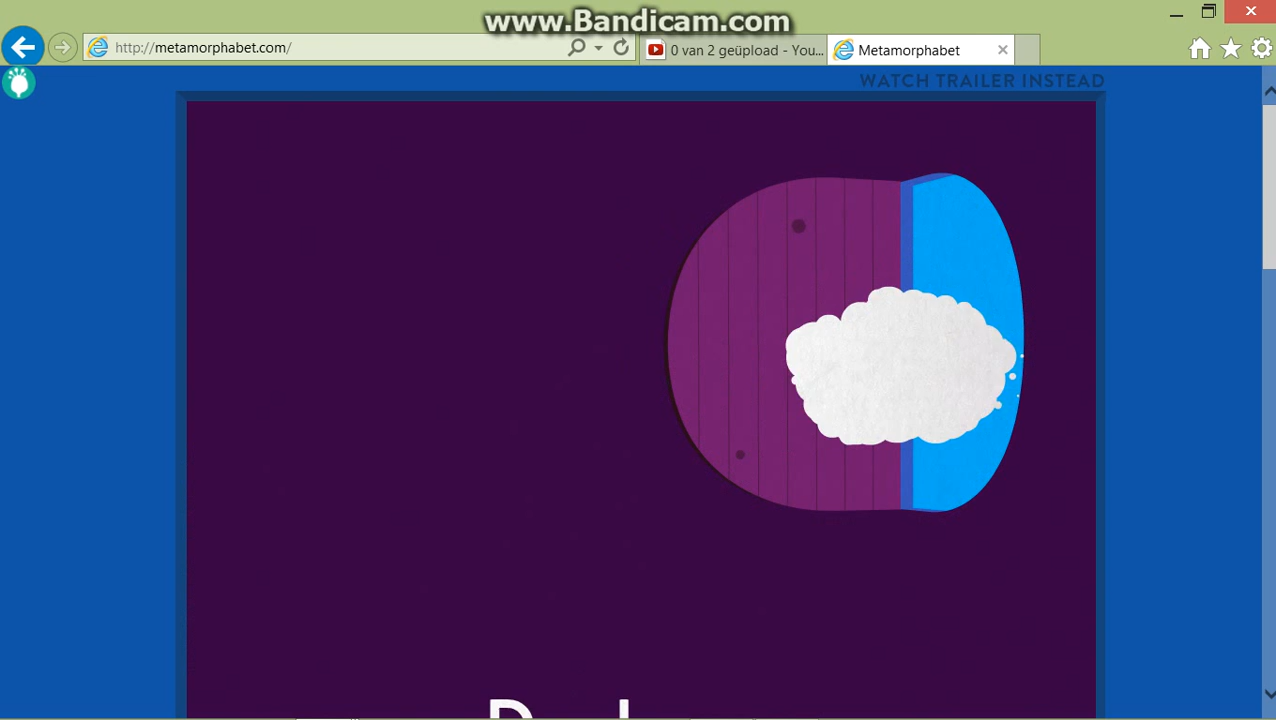 www.Bandicam.com
http://metamorphabet.com/
0 van 2 geüpload - You...
Metamorphabet
WATCH TRAILER INSTEAD